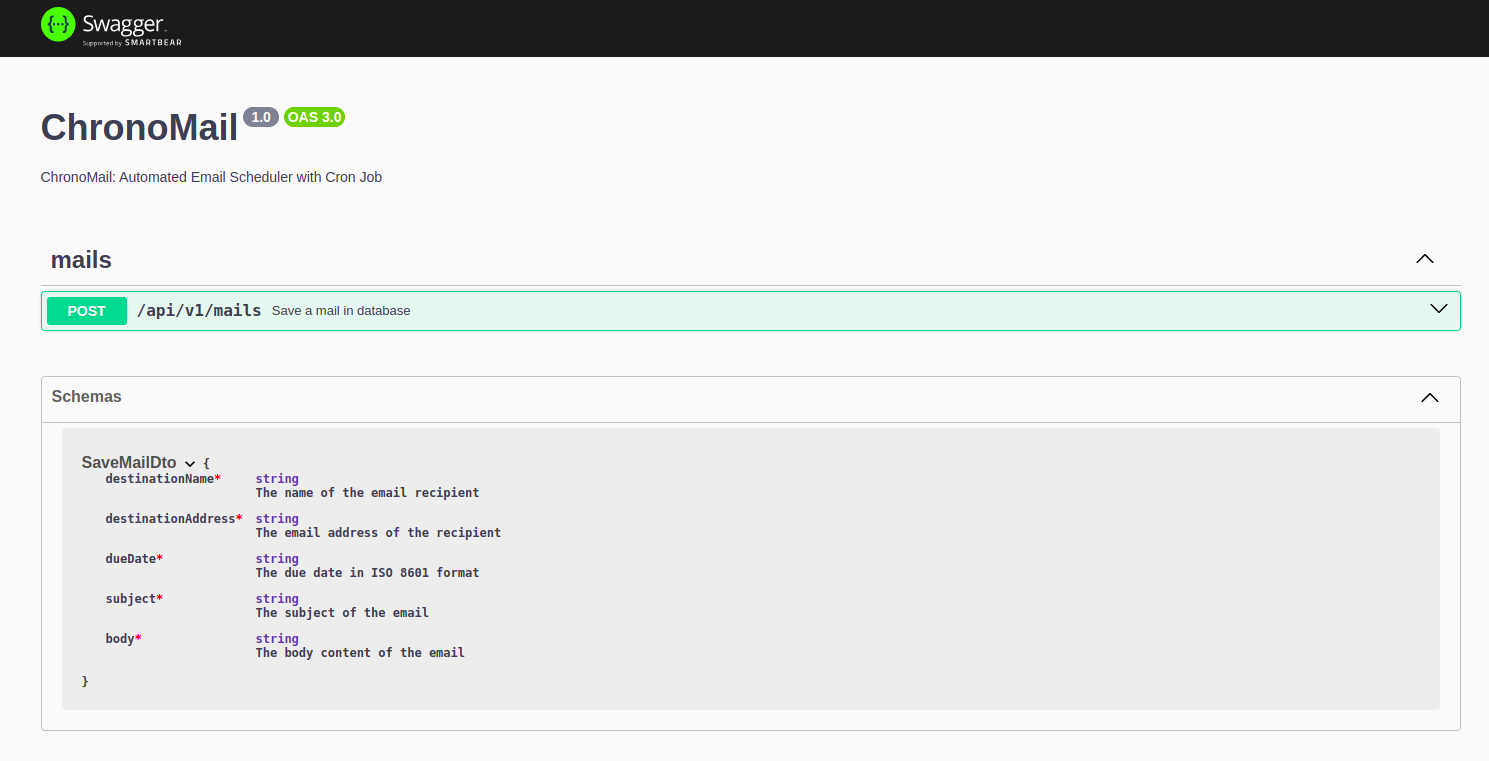 {···} Swagger
Supported by SMARTBEAR
ChronoMail 1.0 OAS 3.0
ChronoMail: Automated Email Scheduler with Cron Job
mails
POST /api/v1/mails Save a mail in database
Schemas
SaveMailDto {
destinationName* string
The name of the email recipient
destinationAddress* string
The email address of the recipient
dueDate* string
The due date in ISO 8601 format
subject* string
The subject of the email
body* string
The body content of the email
}